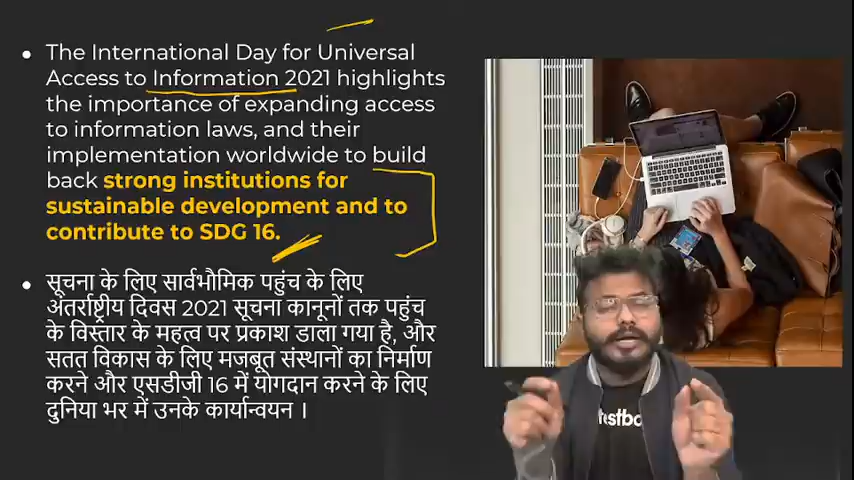 The International Day for Universal
Access to Information 2021 highlights
the importance of expanding access
to information laws, and their
implementation worldwide to build
back strong institutions for
sustainable development and to
contribute to SDG 16.
सूचना के लिए सार्वभौमिक पहुंच के लिए
अंतर्राष्ट्रीय दिवस 2021 सूचना कानूनों तक पहुंच
के विस्तार के महत्व पर प्रकाश डाला गया है, और
सतत विकास के लिए मजबूत संस्थानों का निर्माण
करने और एसडीजी 16 में योगदान करने के लिए
दुनिया भर में उनके कार्यान्वयन ।
testbo